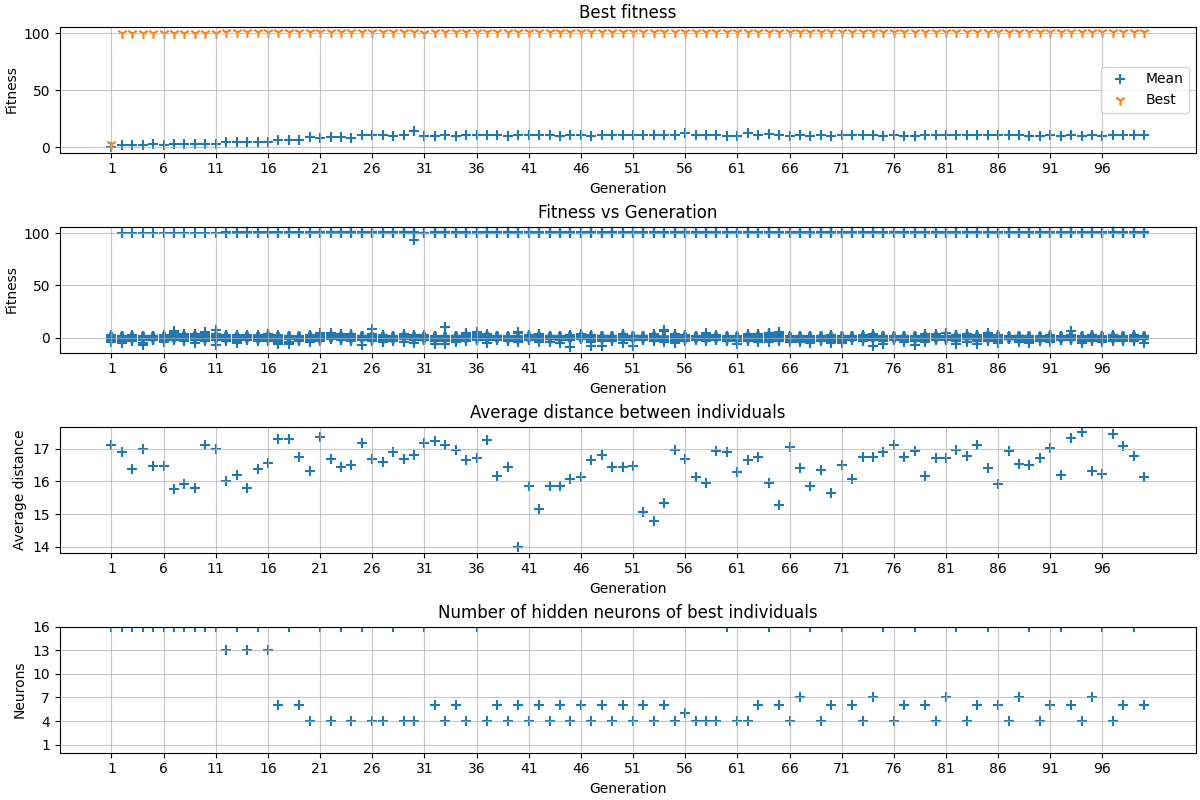 Best fitness
100
50
0
Fitness
Mean
Best
1 6 11 16 21 26 31 36 41 46 51 56 61 66 71 76 81 86 91 96
Generation
Fitness vs Generation
100
50
0
Fitness
1 6 11 16 21 26 31 36 41 46 51 56 61 66 71 76 81 86 91 96
Generation
Average distance between individuals
17
16
15
14
Average distance
1 6 11 16 21 26 31 36 41 46 51 56 61 66 71 76 81 86 91 96
Generation
Number of hidden neurons of best individuals
16
13
10
7
4
1
Neurons
1 6 11 16 21 26 31 36 41 46 51 56 61 66 71 76 81 86 91 96
Generation